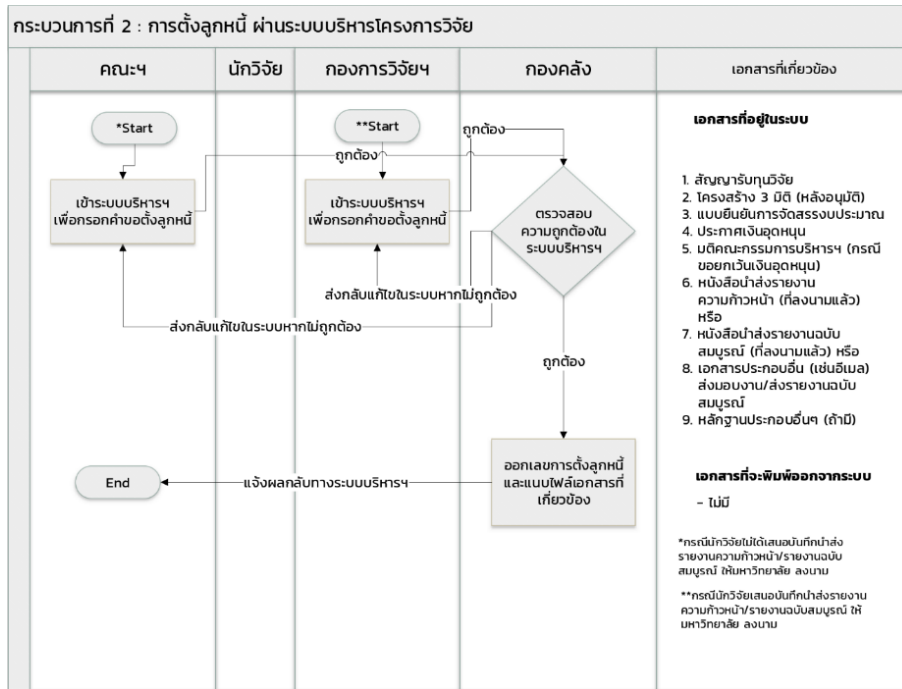 กระบวนการที่ 2 : การตั้งลูกหนี้ ผ่านระบบบริหารโครงการวิจัย
คณะฯ
นักวิจัย
กองการวิจัยฯ
กองคลัง
เอกสารที่เกี่ยวข้อง
*Start
**Start
ถูกต้อง
ถูกต้อง
เข้าระบบบริหารฯ
เพื่อกรอกคำขอตั้งลูกหนี้
เข้าระบบบริหารฯ
เพื่อกรอกคำขอตั้งลูกหนี้
ตรวจสอบ
ความถูกต้องใน
ระบบบริหารฯ
ส่งกลับแก้ไขในระบบหากไม่ถูกต้อง
ส่งกลับแก้ไขในระบบหากไม่ถูกต้อง
ถูกต้อง
ออกเลขการตั้งลูกหนี้
และแนบไฟล์เอกสารที่
เกี่ยวข้อง
แจ้งผลกลับทางระบบบริหารฯ
End
เอกสารที่อยู่ในระบบ
1. สัญญารับทุนวิจัย
2. โครงสร้าง 3 มิติ (หลังอนุมัติ)
3. แบบยืนยันการจัดสรรงบประมาณ
4. ประกาศเงินอุดหนุน
5. มติคณะกรรมการบริหารฯ (กรณี
ขอยกเว้นเงินอุดหนุน)
6. หนังสือนำส่งรายงาน
ความก้าวหน้า (ที่ลงนามแล้ว)
หรือ
7. หนังสือนำส่งรายงานฉบับ
สมบูรณ์ (ที่ลงนามแล้ว) หรือ
8. เอกสารประกอบอื่น (เช่นอีเมล)
ส่งมอบงาน/ส่งรายงานฉบับ
สมบูรณ์
9. หลักฐานประกอบอื่นๆ (ถ้ามี)
เอกสารที่จะพิมพ์ออกจากระบบ
- ไม่มี
*กรณีนักวิจัยไม่ได้เสนอบันทึกนำส่ง
รายงานความก้าวหน้า/รายงานฉบับ
สมบูรณ์ ให้มหาวิทยาลัย ลงนาม
**กรณีนักวิจัยเสนอบันทึกนำส่งรายงาน
ความก้าวหน้า/รายงานฉบับสมบูรณ์ ให้
มหาวิทยาลัย ลงนาม